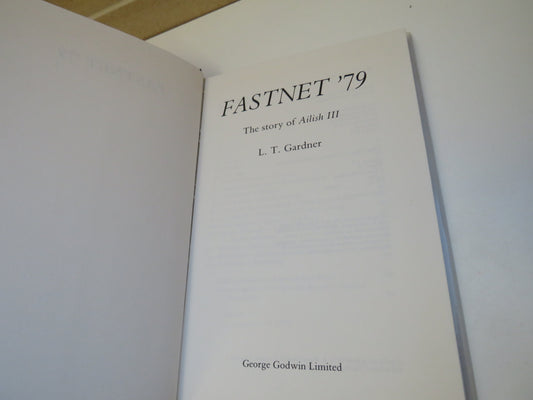 FASTNET '79
The story of Ailish III
L. T. Gardner
George Godwin Limited